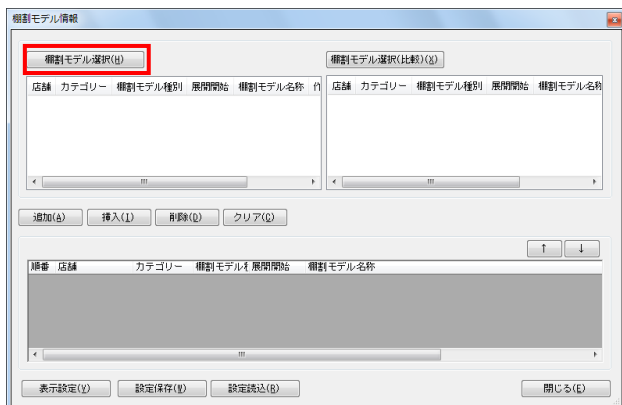 棚割モデル情報
棚割モデル選択(H) 棚割モデル選択(比較)(X)
店舗 カテゴリー 棚割モデル種別 展開開始 棚割モデル名称 店舗 カテゴリー 棚割モデル種別 展開開始 棚割モデル名称
追加(A) 挿入(I) 削除(D) クリア(C)
↑ ↓
順番 店舗 カテゴリー 棚割モデル 展開開始 棚割モデル名称
表示設定(V) 設定保存(W) 設定読込(R) 閉じる(E)